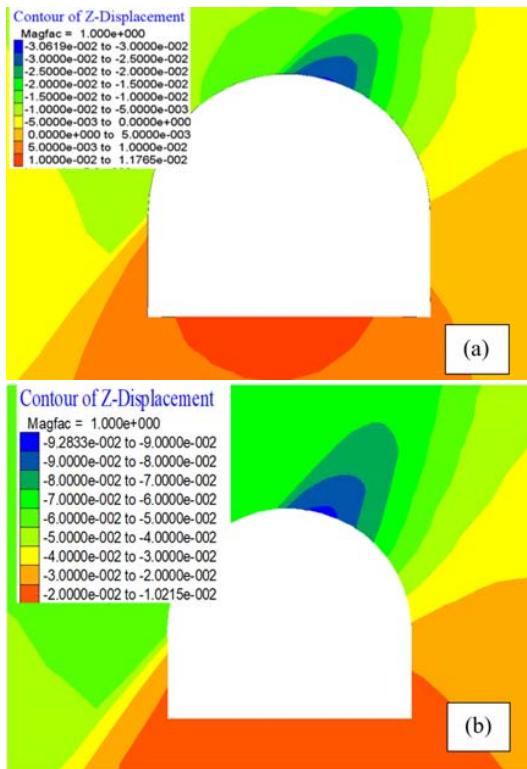 Contour of Z-Displacement
Magfac = 1.000e+000
-3.0619e-002 to -3.0000e-002
-3.0000e-002 to -2.5000e-002
-2.5000e-002 to -2.0000e-002
-2.0000e-002 to -1.5000e-002
-1.5000e-002 to -1.0000e-002
-1.0000e-002 to -5.0000e-003
-5.0000e-003 to 0.0000e+000
0.0000e+000 to 5.0000e-003
5.0000e-003 to 1.0000e-002
1.0000e-002 to 1.1765e-002
(a)
Contour of Z-Displacement
Magfac = 1.000e+000
-9.2833e-002 to -9.0000e-002
-9.0000e-002 to -8.0000e-002
-8.0000e-002 to -7.0000e-002
-7.0000e-002 to -6.0000e-002
-6.0000e-002 to -5.0000e-002
-5.0000e-002 to -4.0000e-002
-4.0000e-002 to -3.0000e-002
-3.0000e-002 to -2.0000e-002
-2.0000e-002 to -1.0215e-002
(b)